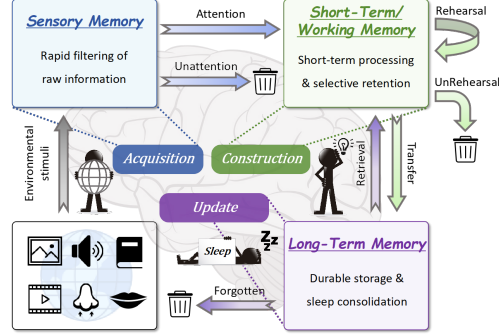 Sensory Memory
Rapid filtering of
raw information
Attention
Unattention
Short-Term/
Working Memory
Short-term processing
& selective retention
Rehearsal
UnRehearsal
Environmental
stimuli
Acquisition
Construction
Update
Retrieval
Transfer
Sleep
ZZz
Forgotten
Long-Term Memory
Durable storage &
sleep consolidation